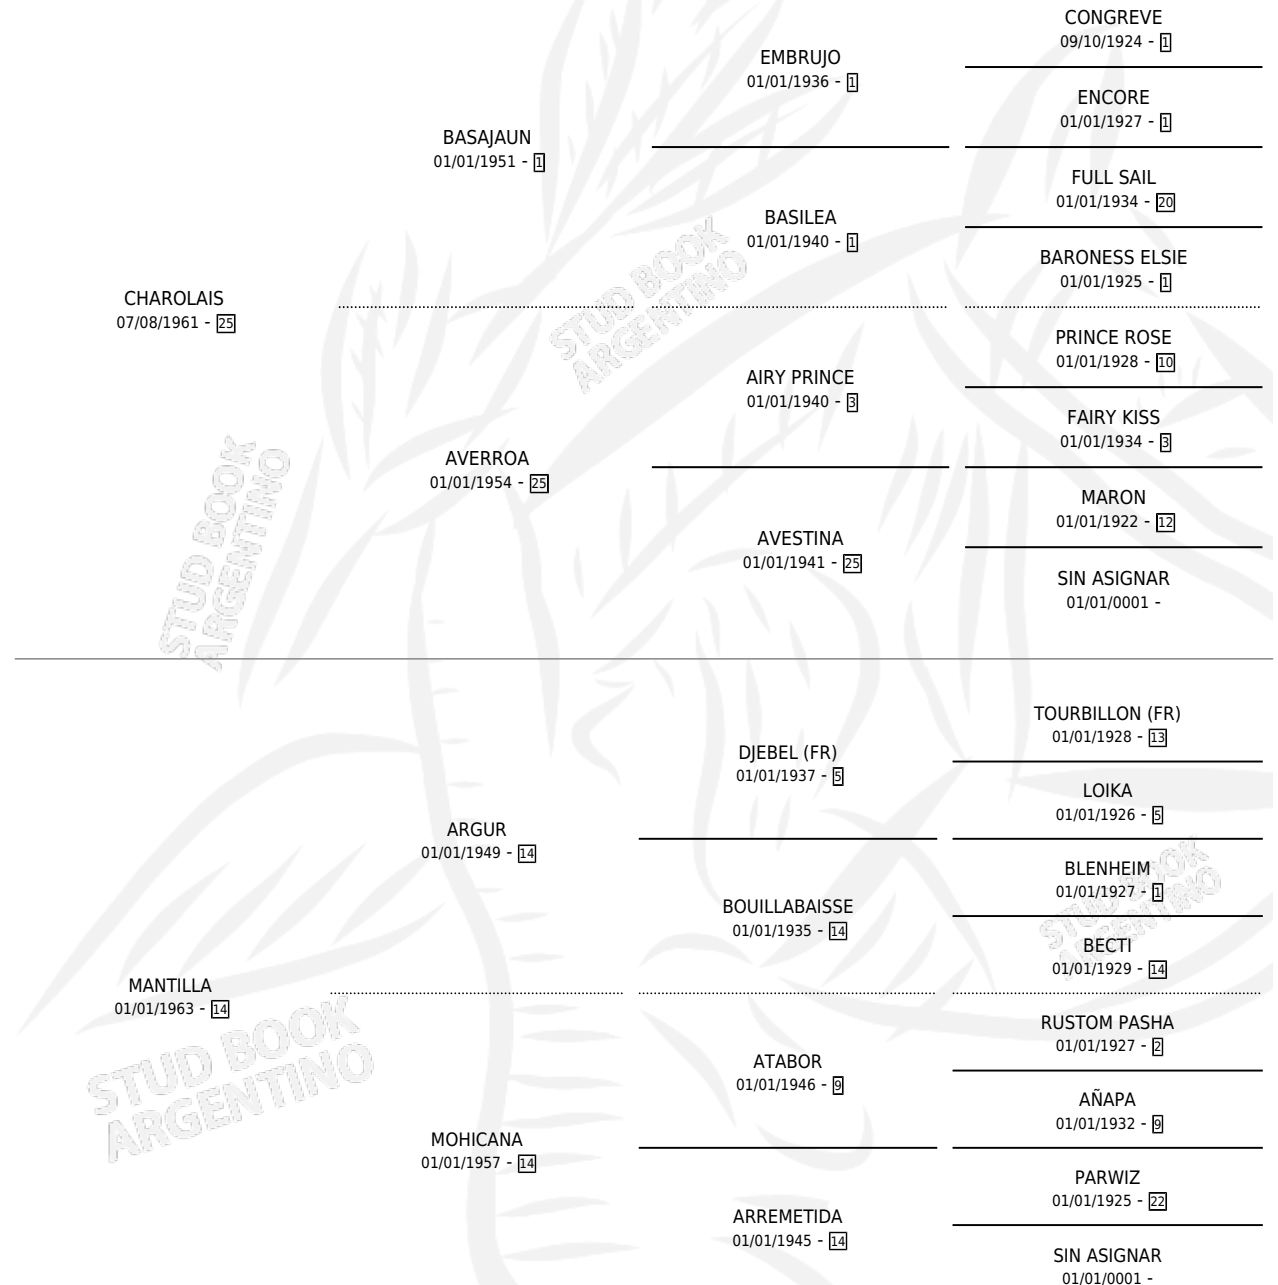 CONGREVE
09/10/1924 - 1
EMBRUJO
01/01/1936 - 1
ENCORE
01/01/1927 - 1
BASAJAUN
01/01/1951 - 1
FULL SAIL
01/01/1934 - 20
BASILEA
01/01/1940 - 1
BARONESS ELSIE
01/01/1925 - 1
CHAROLAIS
07/08/1961 - 25
PRINCE ROSE
01/01/1928 - 10
AIRY PRINCE
01/01/1940 - 3
FAIRY KISS
01/01/1934 - 3
AVERROA
01/01/1954 - 25
MARON
01/01/1922 - 12
AVESTINA
01/01/1941 - 25
SIN ASIGNAR
01/01/0001 -
TOURBILLON (FR)
01/01/1928 - 13
DJEBEL (FR)
01/01/1937 - 5
LOIKA
01/01/1926 - 5
ARGUR
01/01/1949 - 14
BLENHEIM
01/01/1927 - 1
BOUILLABAISSE
01/01/1935 - 14
BECTI
01/01/1929 - 14
MANTILLA
01/01/1963 - 14
RUSTOM PASHA
01/01/1927 - 2
ATABOR
01/01/1946 - 9
AÑAPA
01/01/1932 - 9
MOHICANA
01/01/1957 - 14
PARWIZ
01/01/1925 - 22
ARREMETIDA
01/01/1945 - 14
SIN ASIGNAR
01/01/0001 -
STUD BOOK
ARGENTINO
STUD BOOK
ARGENTINO
STUD BOOK
ARGENTINO
STUD BOOK
ARGENTINO